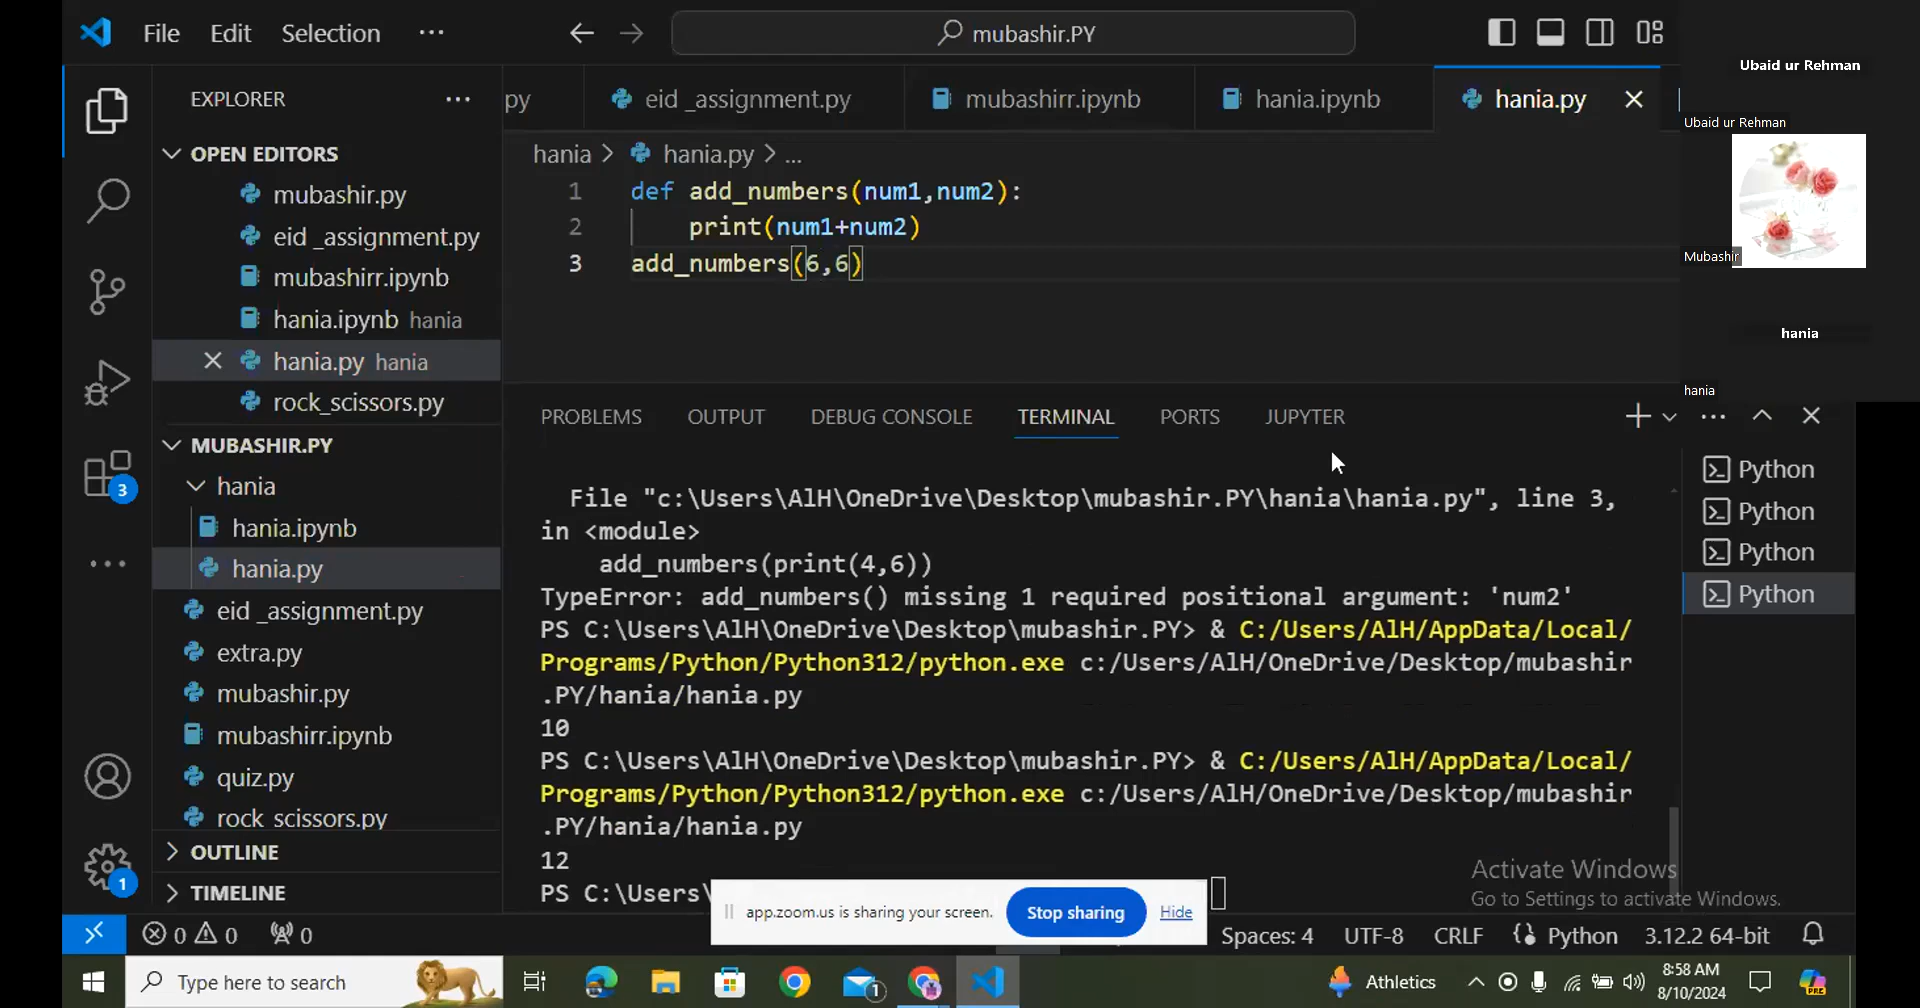 File Edit Selection ...
mubashir.PY
EXPLORER ...
OPEN EDITORS
mubashir.py
eid _assignment.py
mubashirr.ipynb
hania.ipynb hania
hania.py hania
rock_scissors.py
MUBASHIR.PY
hania
hania.ipynb
hania.py
eid _assignment.py
extra.py
mubashir.py
mubashirr.ipynb
quiz.py
rock scissors.py
OUTLINE
TIMELINE
3
1
py
eid _assignment.py
mubashirr.ipynb
hania.ipynb
hania.py
hania > hania.py > ...
1 def add_numbers(num1,num2):
2 print(num1+num2)
3 add_numbers(6,6)
PROBLEMS OUTPUT DEBUG CONSOLE TERMINAL PORTS JUPYTER
File "c:\Users\AlH\OneDrive\Desktop\mubashir.PY\hania\hania.py", line 3,
in <module>
add_numbers(print(4,6))
TypeError: add_numbers() missing 1 required positional argument: 'num2'
PS C:\Users\AlH\OneDrive\Desktop\mubashir.PY> & C:/Users/AlH/AppData/Local/
Programs/Python/Python312/python.exe c:/Users/AlH/OneDrive/Desktop/mubashir
.PY/hania/hania.py
10
PS C:\Users\AlH\OneDrive\Desktop\mubashir.PY> & C:/Users/AlH/AppData/Local/
Programs/Python/Python312/python.exe c:/Users/AlH/OneDrive/Desktop/mubashir
.PY/hania/hania.py
12
PS C:\Users\
Python
Python
Python
Python
Ubaid ur Rehman
Ubaid ur Rehman
Mubashir
hania
hania
Activate Windows
Go to Settings to activate Windows.
app.zoom.us is sharing your screen. Stop sharing Hide
0 0 0
Spaces: 4 UTF-8 CRLF Python 3.12.2 64-bit
Type here to search
1
Athletics
PRE
8:58 AM
8/10/2024